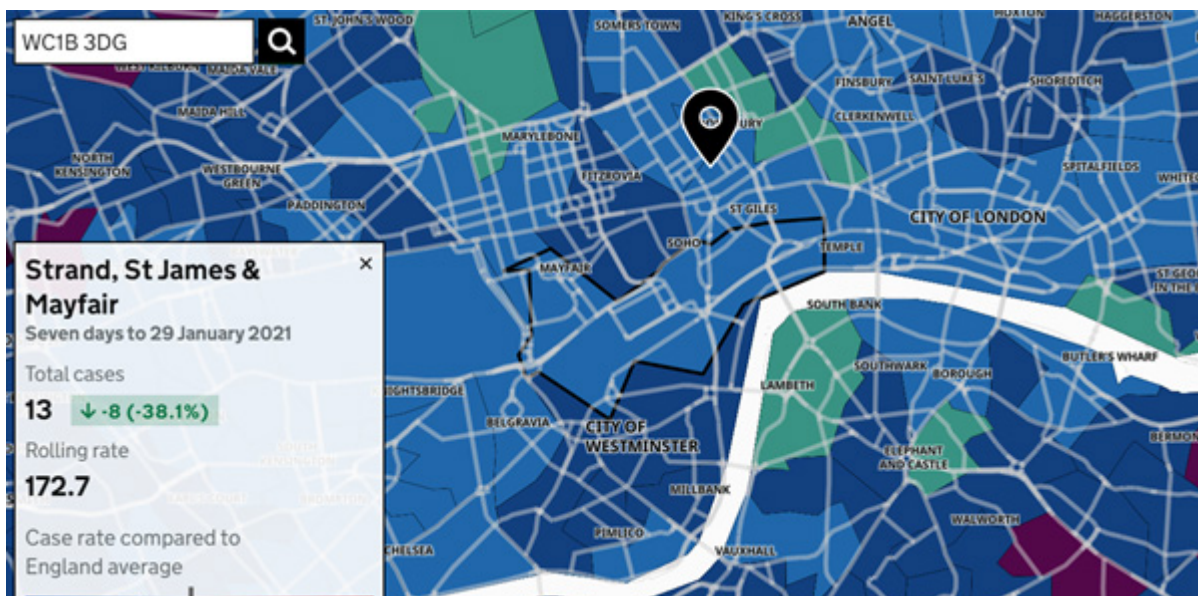 WC1B 3DG
ST. JOHN'S WOOD
SOMERS TOWN
KING'S CROSS
ANGEL
HOXTON
HAGGERSTON
WEST KILBURN
MAIDA VALE
FINSBURY
SAINT LUKE'S
SHOREDITCH
MAIDA HILL
MARYLEBONE
CLERKENWELL
NORTH
KENSINGTON
WESTBOURNE
GREEN
FITZROVIA
SPITALFIELDS
PADDINGTON
ST GILES
CITY OF LONDON
SOHO
TEMPLE
MAYFAIR
SOUTH BANK
Strand, St James &
Mayfair
Seven days to 29 January 2021
Total cases
13 ↓ -8 (-38.1%)
Rolling rate
172.7
Case rate compared to
England average
BUTLER'S WHARF
SOUTHWARK
BOROUGH
LAMBETH
BELGRAVIA
CITY OF
WESTMINSTER
ELEPHANT
AND CASTLE
MILLBANK
WALWORTH
PIMLICO
VAUXHALL